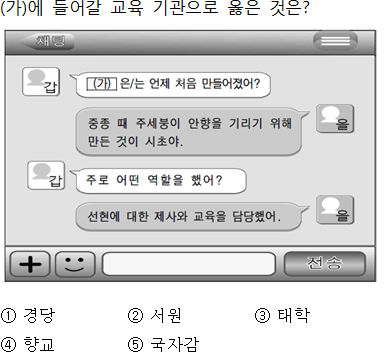 (가)에 들어갈 교육 기관으로 옳은 것은?
채팅
갑
(가) 은/는 언제 처음 만들어졌어?
중종 때 주세붕이 안향을 기리기 위해
만든 것이 시초야.
을
갑
주로 어떤 역할을 했어?
선현에 대한 제사와 교육을 담당했어.
을
전송
① 경당 ② 서원 ③ 태학
④ 향교 ⑤ 국자감